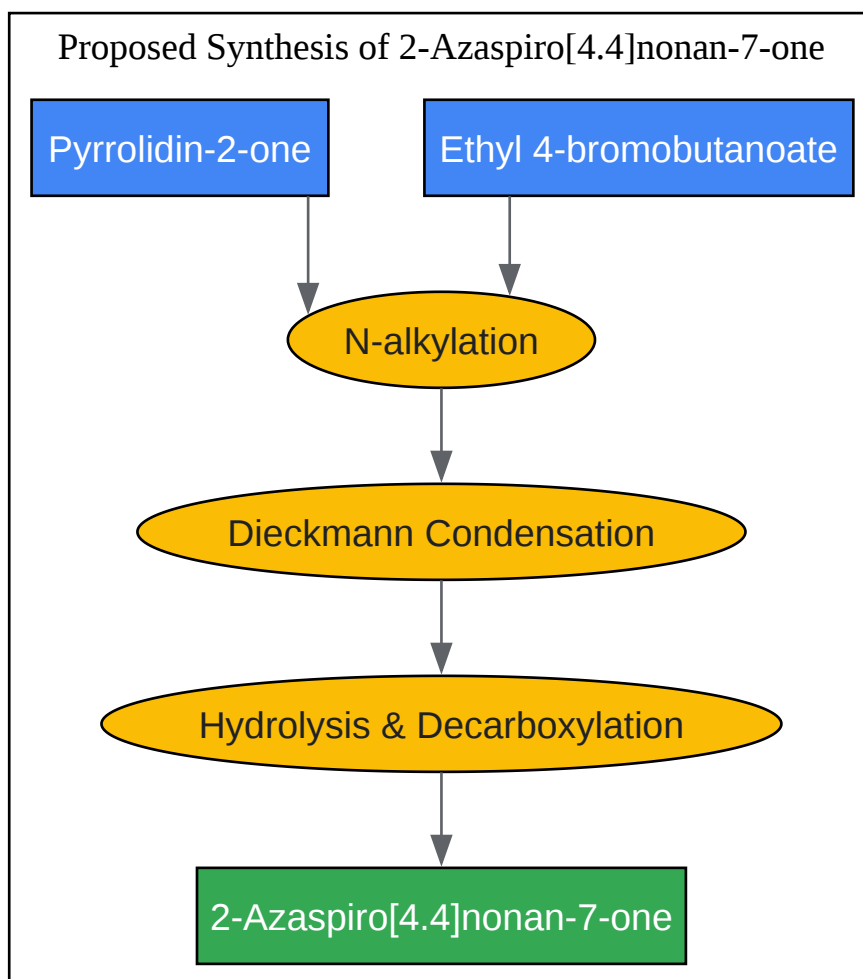 Proposed Synthesis of 2-Azaspiro[4.4]nonan-7-one
Pyrrolidin-2-one
Ethyl 4-bromobutanoate
N-alkylation
Dieckmann Condensation
Hydrolysis & Decarboxylation
2-Azaspiro[4.4]nonan-7-one